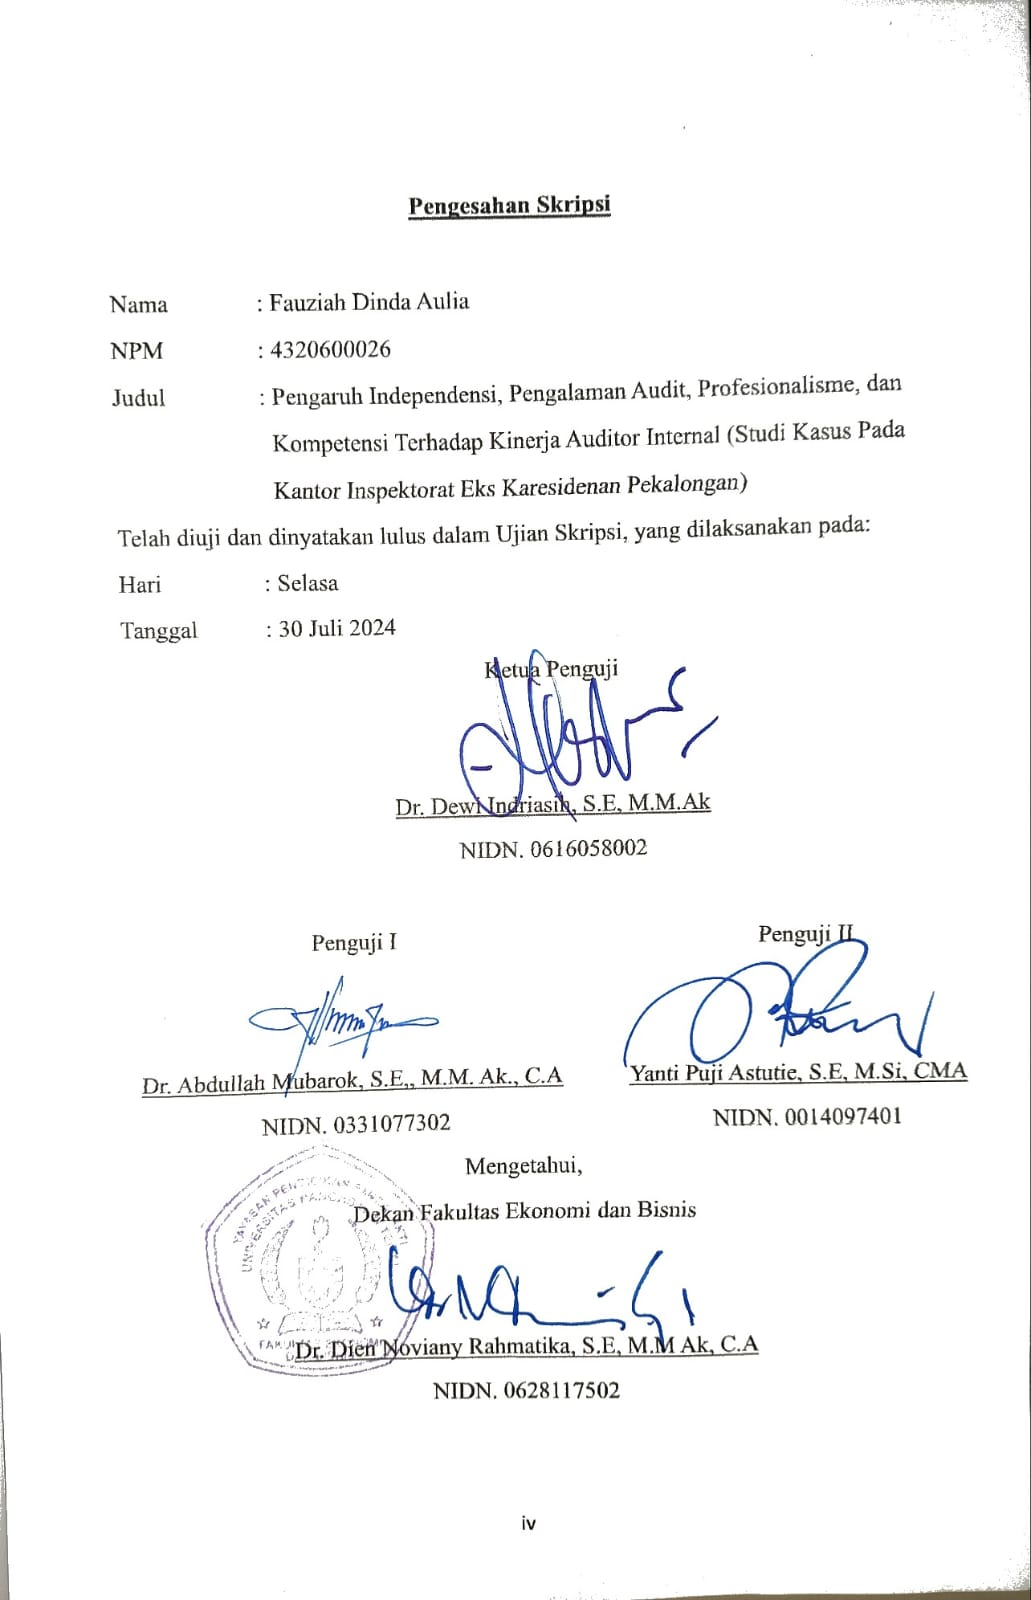 Pengesahan Skripsi
Nama : Fauziah Dinda Aulia
NPM : 4320600026
Judul : Pengaruh Independensi, Pengalaman Audit, Profesionalisme, dan
Kompetensi Terhadap Kinerja Auditor Internal (Studi Kasus Pada
Kantor Inspektorat Eks Karesidenan Pekalongan)
Telah diuji dan dinyatakan lulus dalam Ujian Skripsi, yang dilaksanakan pada:
Hari : Selasa
Tanggal : 30 Juli 2024
Ketua Penguji
Dr. Dewi Indriasih, S.E, M.M.Ak
NIDN. 0616058002
Penguji I
Penguji II
Dr. Abdullah Mubarok, S.E,, M.M. Ak., C.A
Yanti Puji Astutie, S.E, M.Si, CMA
NIDN. 0331077302
NIDN. 0014097401
Mengetahui,
YAYASAN
UNIVERSITAS
Dekan Fakultas Ekonomi dan Bisnis
Dr. Dien Noviany Rahmatika, S.E, M.M Ak, C.A
NIDN. 0628117502
iv